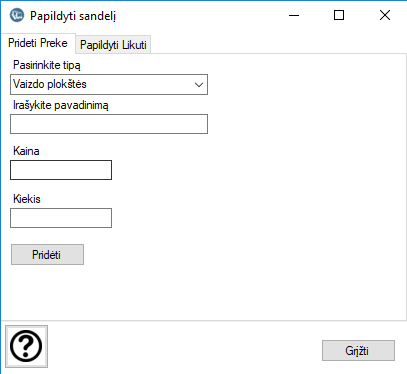 Papildyti sandelį
Prideti Preke
Papildyti Likuti
Pasirinkite tipą
Vaizdo plokštės
Irašykite pavadinimą
Kaina
Kiekis
Pridėti
Grįžti